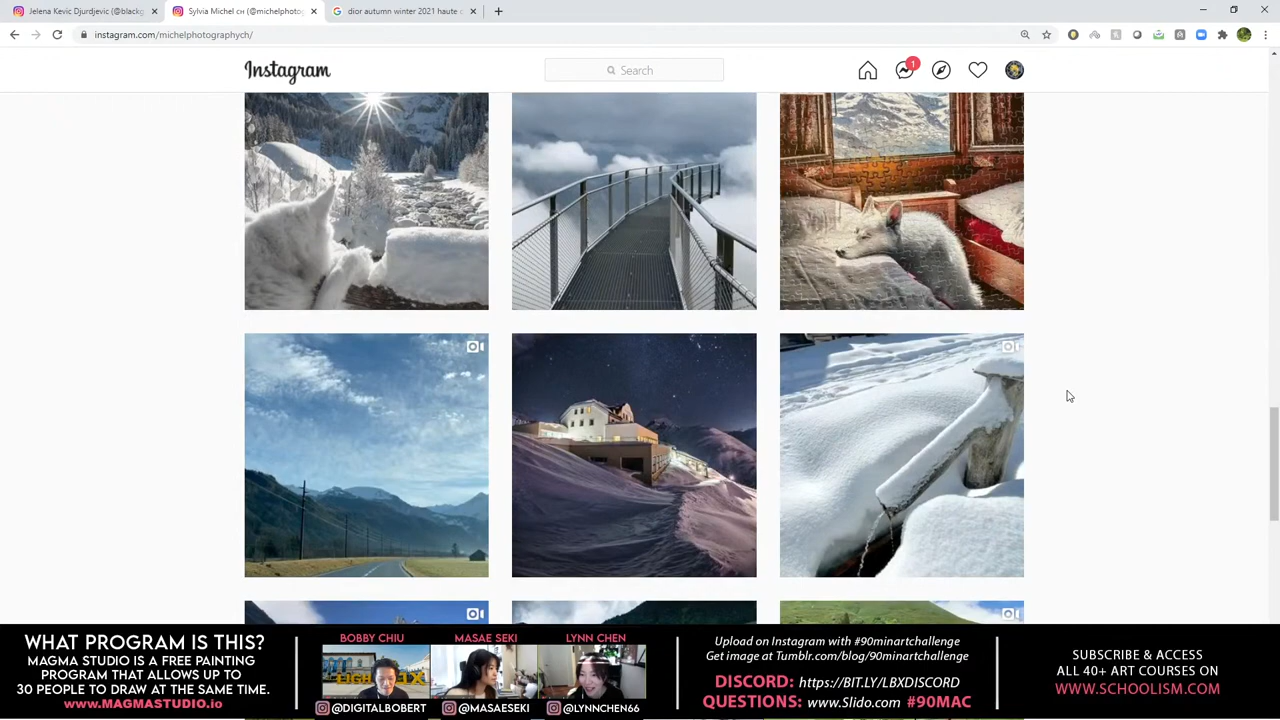 Jelena Kevic Djurdjevic (@blackg
Sylvia Michel CH (@michelphotog
dior autumn winter 2021 haute c
instagram.com/michelphotographych/
Instagram
Search
1
WHAT PROGRAM IS THIS?
MAGMA STUDIO IS A FREE PAINTING
PROGRAM THAT ALLOWS UP TO
30 PEOPLE TO DRAW AT THE SAME TIME.
www.MAGMASTUDIO.io
BOBBY CHIU
MASAE SEKI
LYNN CHEN
@DIGITALBOBERT
@MASAESEKI
@LYNNCHEN66
Upload on Instagram with #90minartchallenge
Get image at Tumblr.com/blog/90minartchallenge
DISCORD: https://BIT.LY/LBXDISCORD
QUESTIONS: www.Slido.com #90MAC
SUBSCRIBE & ACCESS
ALL 40+ ART COURSES ON
WWW.SCHOOLISM.COM